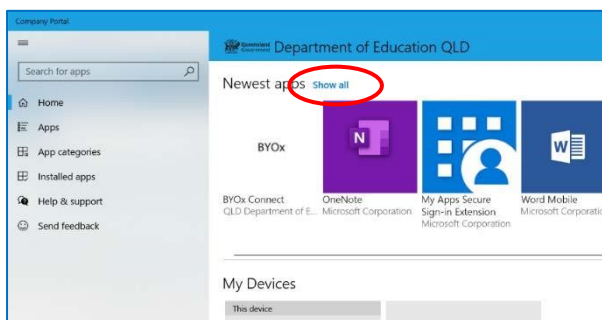 Company Portal
Search for apps
Home
Apps
App categories
Installed apps
Help & support
Send feedback
Queensland Government
Department of Education QLD
Newest apps Show all
BYOx
N
W
BYOx Connect
QLD Department of E...
OneNote
Microsoft Corporation
My Apps Secure
Sign-in Extension
Microsoft Corporation
Word Mobile
Microsoft Corporatio
My Devices
This device